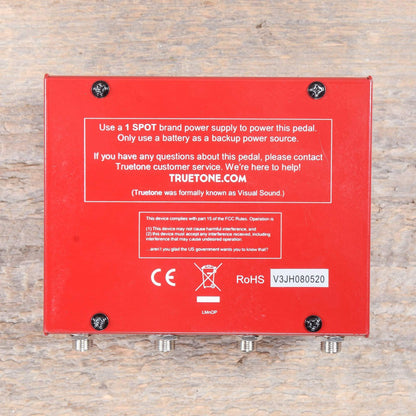 Use a 1 SPOT brand power supply to power this pedal.
Only use a battery as a backup power source.
If you have any questions about this pedal, please contact
Truetone customer service. We're here to help!
TRUETONE.COM
(Truetone was formally known as Visual Sound.)
This device complies with part 15 of the FCC Rules. Operation is
(1) This device may not cause harmful interference, and
(2) this device must accept any interference received, including
interference that may cause undesired operation.
...aren't you glad the US government wants you to know that?
CE
RoHS
V3JH080520
LMnOP